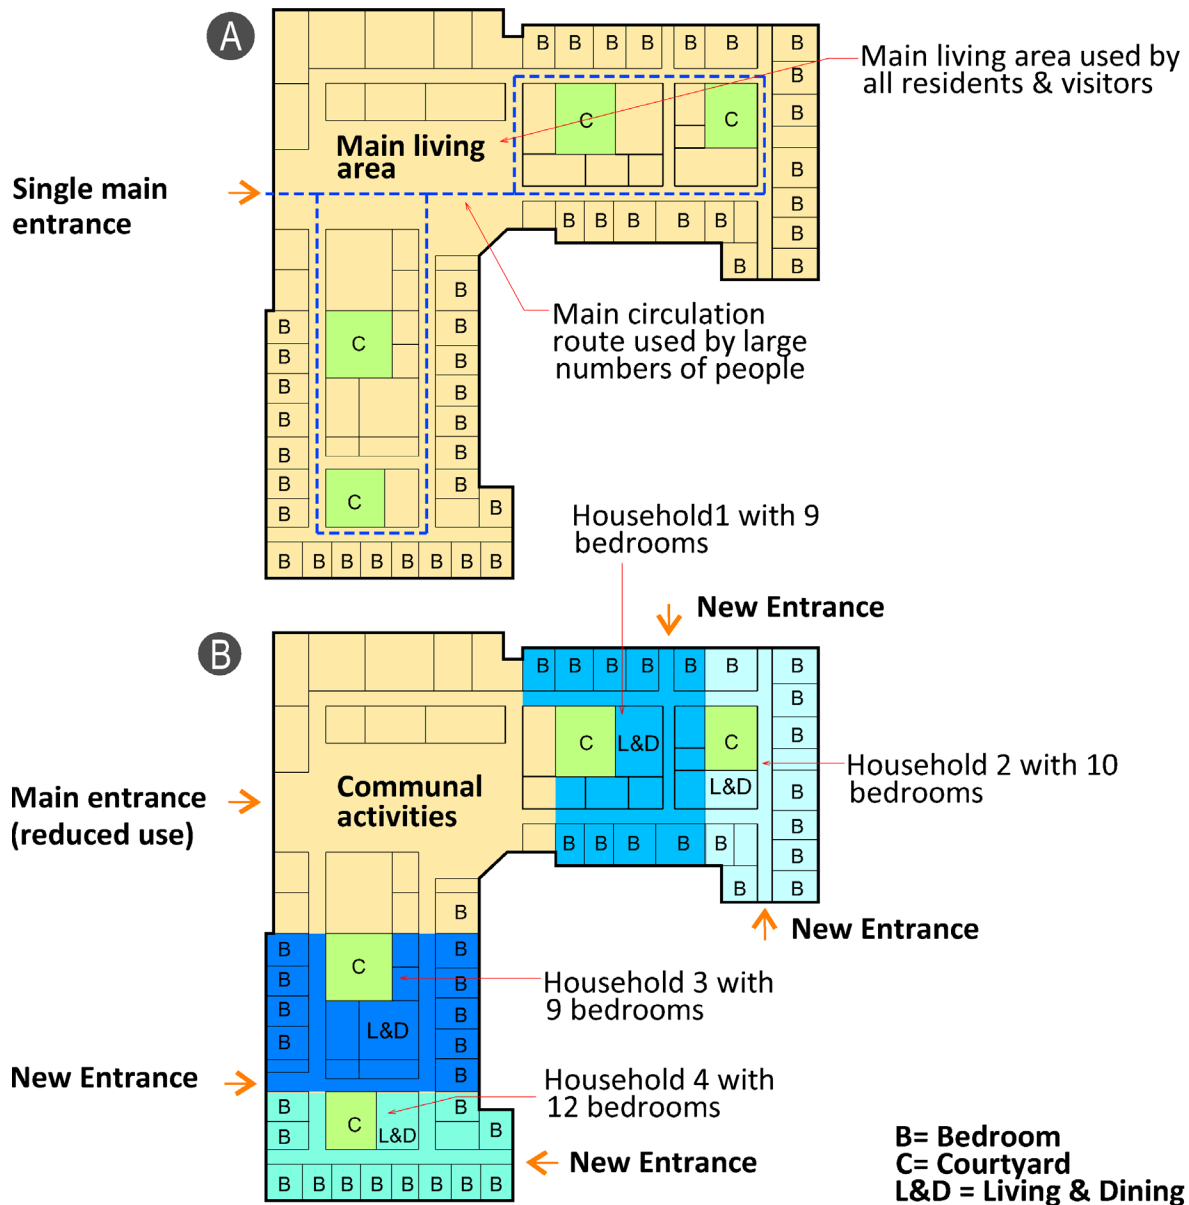 A
B B B B B B B
Main living area used by
all residents & visitors
B
B
C C
Main living
area
B
Single main
entrance
B
B B B B B B
B
B B
B
Main circulation
route used by large
numbers of people
B
B
B
B
B
B
B
C
B
B
B
B
B
B
B
B
C
B
B B B B B B B B
Household1 with 9
bedrooms
New Entrance
B
B B B B B B B
B
B
C L&D C
L&D
B
B
B
B
Household 2 with 10
bedrooms
Main entrance
(reduced use)
Communal
activities
B B B B B
B B
New Entrance
B
B
B
B
B
B
B
B
B
B
C
L&D
Household 3 with
9 bedrooms
New Entrance
Household 4 with
12 bedrooms
B
B
C
L&D
B
B
New Entrance
B B B B B B B B
B= Bedroom
C= Courtyard
L&D = Living & Dining